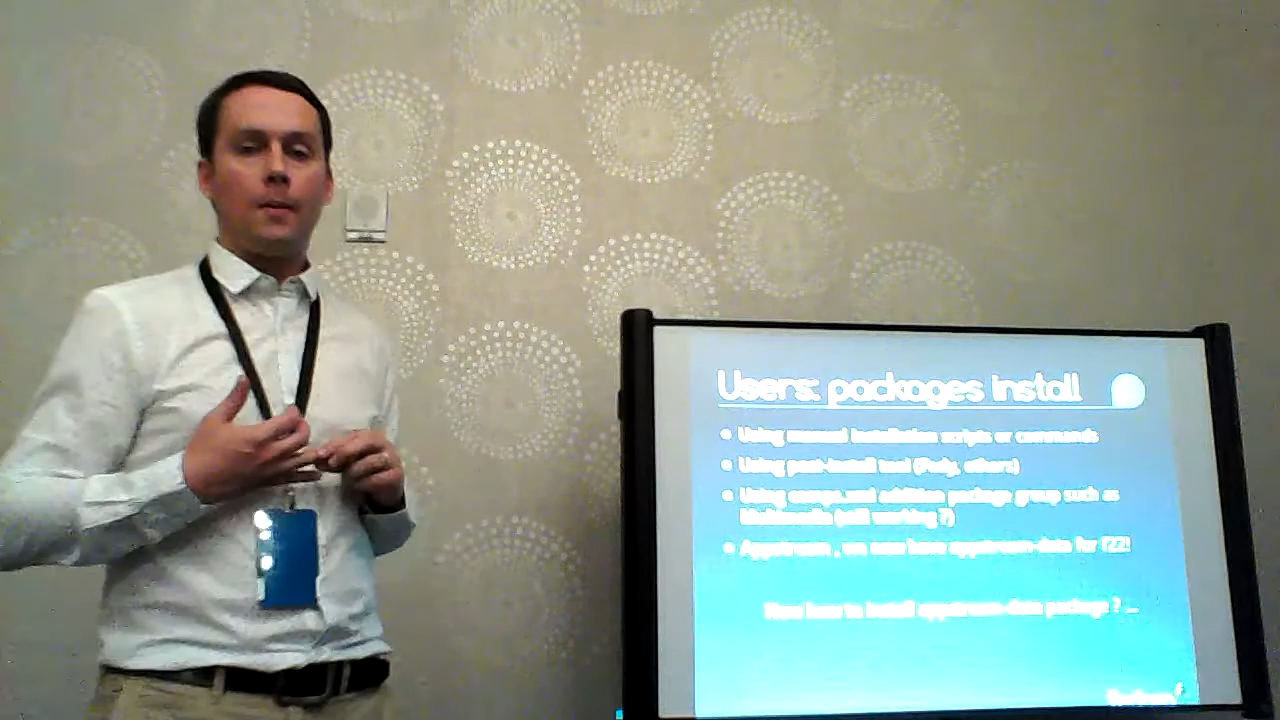 Users: packages install
Using manual installation scripts or commands
Using post-install tool (Fedy, others)
Using comps.xml addition package group such as
Multimedia (still working ?)
Appstream , we now have appstream-data for f22!
Now how to install appstream-data package ? ...